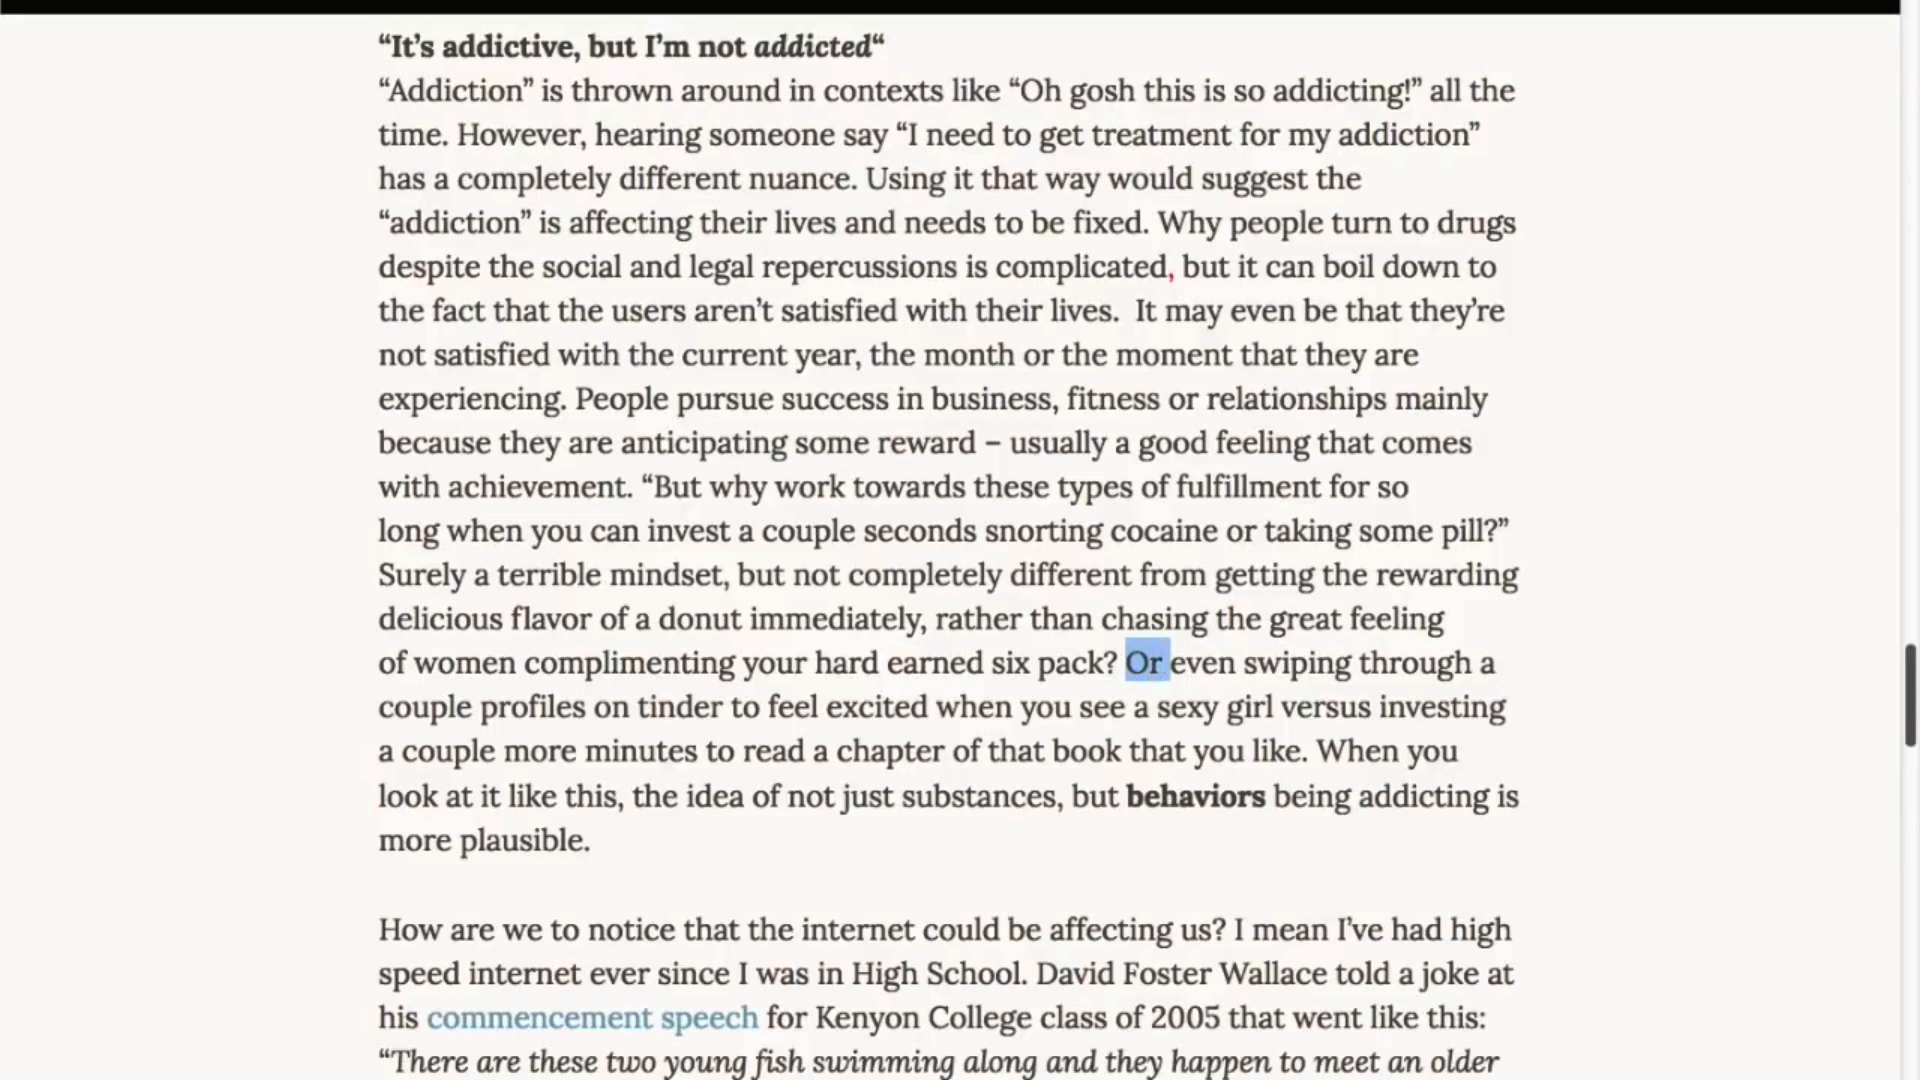 “It’s addictive, but I’m not addicted“
“Addiction” is thrown around in contexts like “Oh gosh this is so addicting!” all the
time. However, hearing someone say “I need to get treatment for my addiction”
has a completely different nuance. Using it that way would suggest the
“addiction” is affecting their lives and needs to be fixed. Why people turn to drugs
despite the social and legal repercussions is complicated, but it can boil down to
the fact that the users aren’t satisfied with their lives.  It may even be that they’re
not satisfied with the current year, the month or the moment that they are
experiencing. People pursue success in business, fitness or relationships mainly
because they are anticipating some reward – usually a good feeling that comes
with achievement. “But why work towards these types of fulfillment for so
long when you can invest a couple seconds snorting cocaine or taking some pill?”
Surely a terrible mindset, but not completely different from getting the rewarding
delicious flavor of a donut immediately, rather than chasing the great feeling
of women complimenting your hard earned six pack? Or even swiping through a
couple profiles on tinder to feel excited when you see a sexy girl versus investing
a couple more minutes to read a chapter of that book that you like. When you
look at it like this, the idea of not just substances, but behaviors being addicting is
more plausible.
How are we to notice that the internet could be affecting us? I mean I’ve had high
speed internet ever since I was in High School. David Foster Wallace told a joke at
his commencement speech for Kenyon College class of 2005 that went like this:
“There are these two young fish swimming along and they happen to meet an older